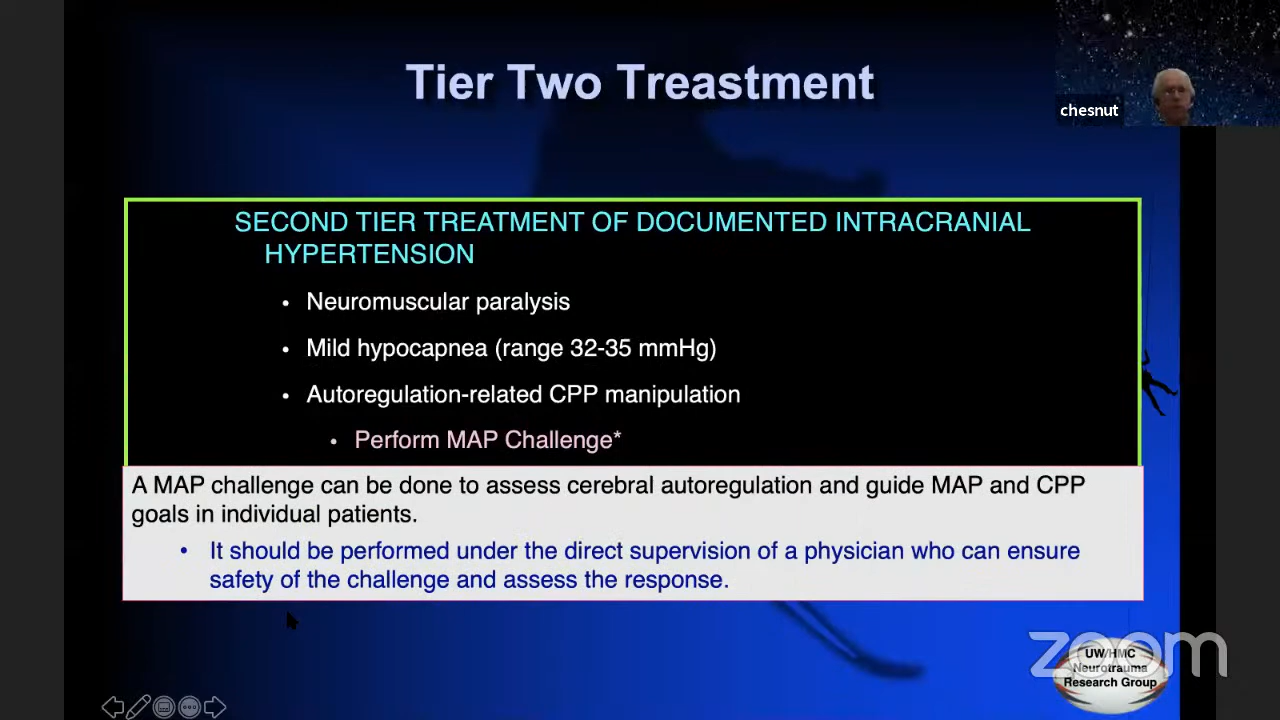 Tier Two Treastment
chesnut
SECOND TIER TREATMENT OF DOCUMENTED INTRACRANIAL
HYPERTENSION
• Neuromuscular paralysis
• Mild hypocapnea (range 32-35 mmHg)
• Autoregulation-related CPP manipulation
• Perform MAP Challenge*
A MAP challenge can be done to assess cerebral autoregulation and guide MAP and CPP
goals in individual patients.
• It should be performed under the direct supervision of a physician who can ensure
safety of the challenge and assess the response.
zoom
UW/HMC
Neurotrauma
Research Group